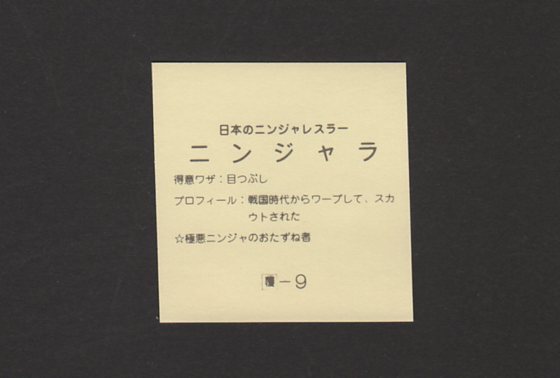 日本のニンジャレスラー
ニンジャラ
得意ワザ：目つぶし
プロフィール：戦国時代からワープして、スカ
ウトされた
☆極悪ニンジャのおたずね者
覆－9